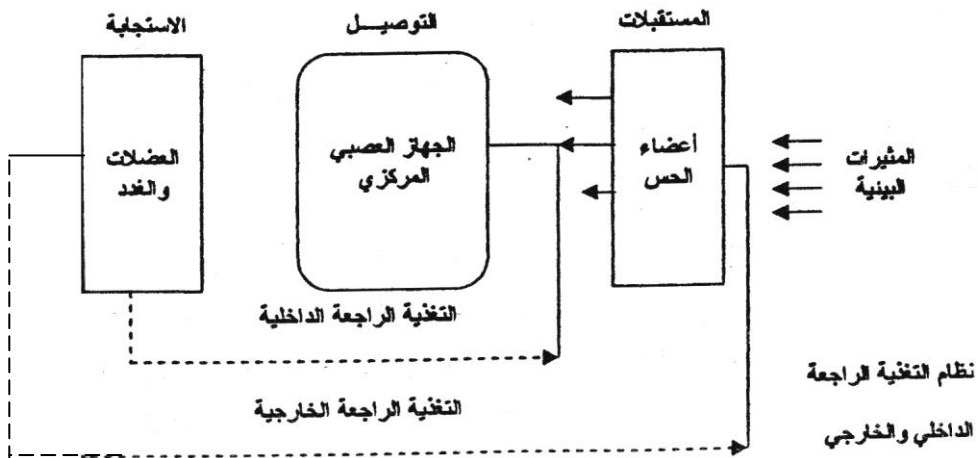 المستقبلات
التوصيــل
الاستجابة
المثيرات
البيئية
أعضاء
الحس
الجهاز العصبي
المركزي
العضلات
والغدد
التغذية الراجعة الداخلية
التغذية الراجعة الخارجية
نظام التغذية الراجعة
الداخلي والخارجي